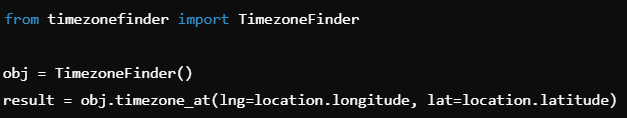 from timezonefinder import TimezoneFinder
obj = TimezoneFinder()
result = obj.timezone_at(lng=location.longitude, lat=location.latitude)